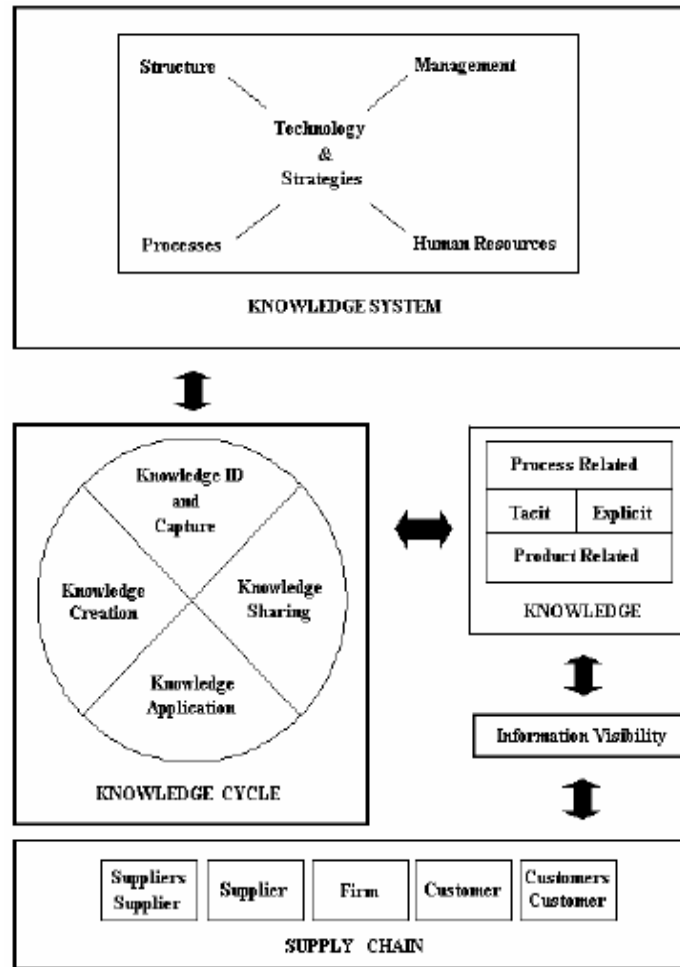 Structure
Management
Technology
&
Strategies
Processes
Human Resources
KNOWLEDGE SYSTEM
Knowledge ID
and
Capture
Knowledge
Creation
Knowledge
Sharing
Knowledge
Application
KNOWLEDGE CYCLE
Process Related
Tacit
Explicit
Product Related
KNOWLEDGE
Information Visibility
Suppliers
Supplier
Supplier
Firm
Customer
Customers
Customer
SUPPLY CHAIN